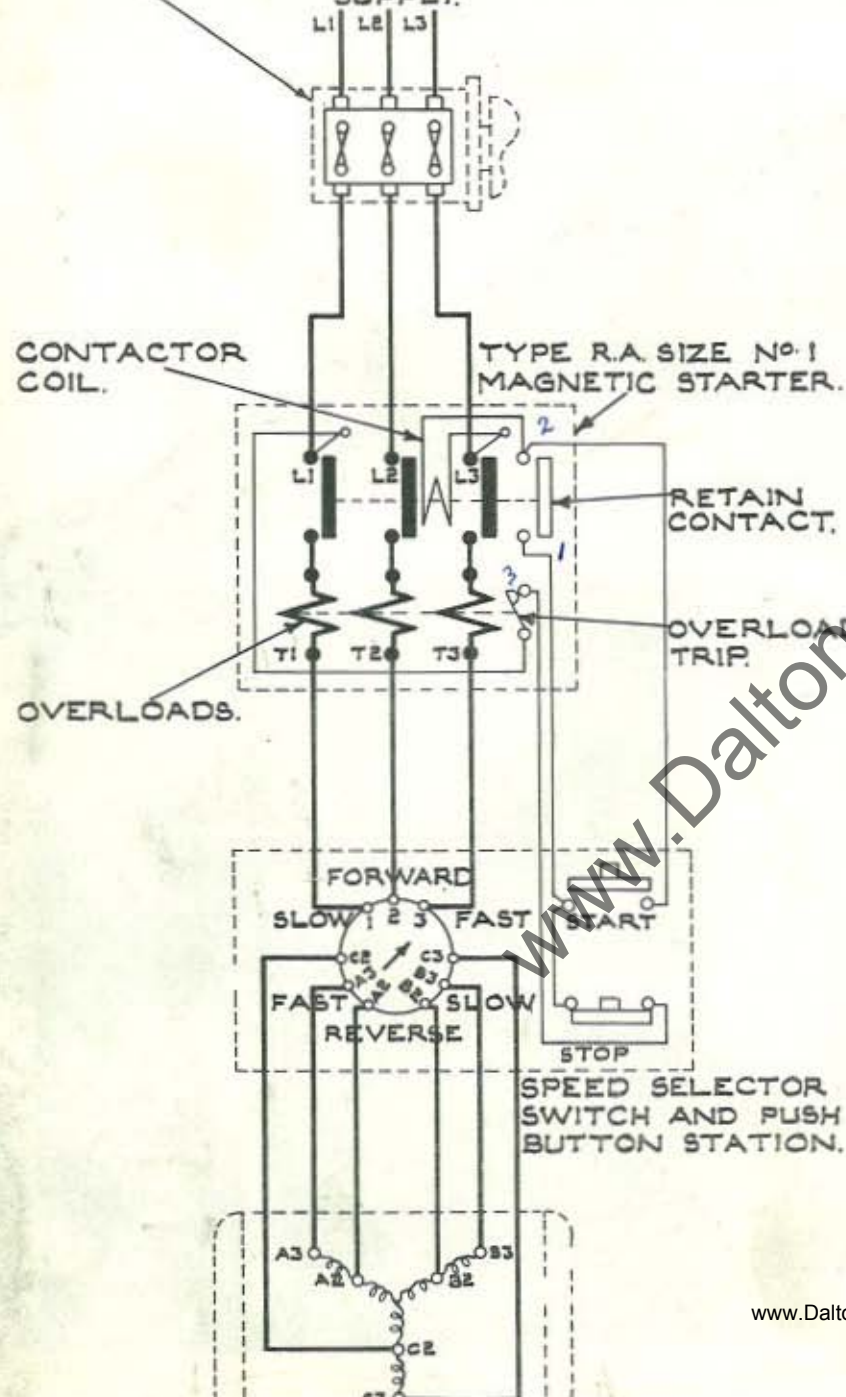 SUPPLY.
L1 L2 L3
CONTACTOR
COIL.
TYPE R.A. SIZE Nº. 1
MAGNETIC STARTER.
2
L1 L2 L3
RETAIN
CONTACT.
1
3
OVERLOAD
TRIP.
T1 T2 T3
OVERLOADS.
FORWARD
SLOW 1 2 3 FAST
START
C2 C3
A3 A2 B2 B3
FAST SLOW
REVERSE
STOP
SPEED SELECTOR
SWITCH AND PUSH
BUTTON STATION.
A3 B3
A2 B2
C2
C3
www.Dalton
www.Dalto